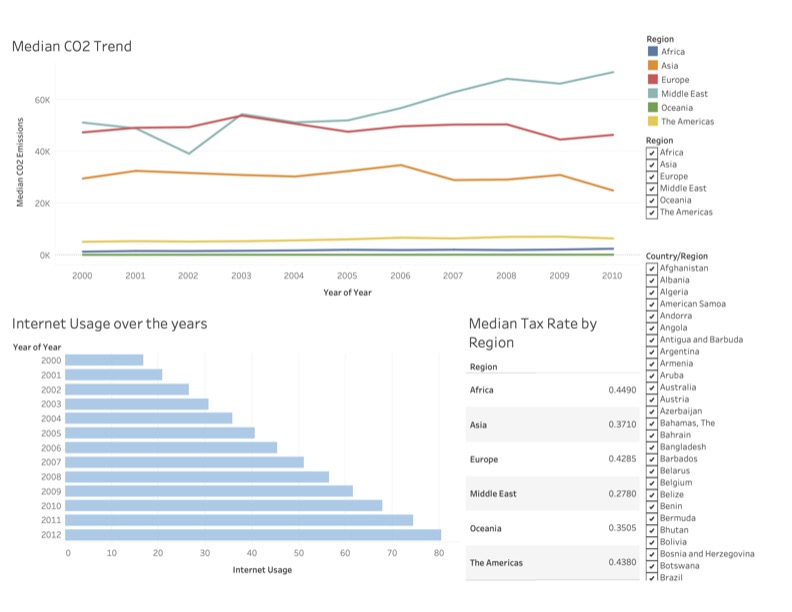 Median CO2 Trend
Median CO2 Emissions
60K
40K
20K
0K
2000 2001 2002 2003 2004 2005 2006 2007 2008 2009 2010
Year of Year
Region
Africa
Asia
Europe
Middle East
Oceania
The Americas
Region
Africa
Asia
Europe
Middle East
Oceania
The Americas
Country/Region
Afghanistan
Albania
Algeria
American Samoa
Andorra
Angola
Antigua and Barbuda
Argentina
Armenia
Aruba
Australia
Austria
Azerbaijan
Bahamas, The
Bahrain
Bangladesh
Barbados
Belarus
Belgium
Belize
Benin
Bermuda
Bhutan
Bolivia
Bosnia and Herzegovina
Botswana
Brazil
Internet Usage over the years
Year of Year
2000
2001
2002
2003
2004
2005
2006
2007
2008
2009
2010
2011
2012
0 10 20 30 40 50 60 70 80
Internet Usage
Median Tax Rate by
Region
Region
Africa 0.4490
Asia 0.3710
Europe 0.4285
Middle East 0.2780
Oceania 0.3505
The Americas 0.4380